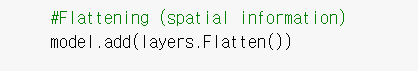 #Flattening (spatial information)
model.add(layers.Flatten())